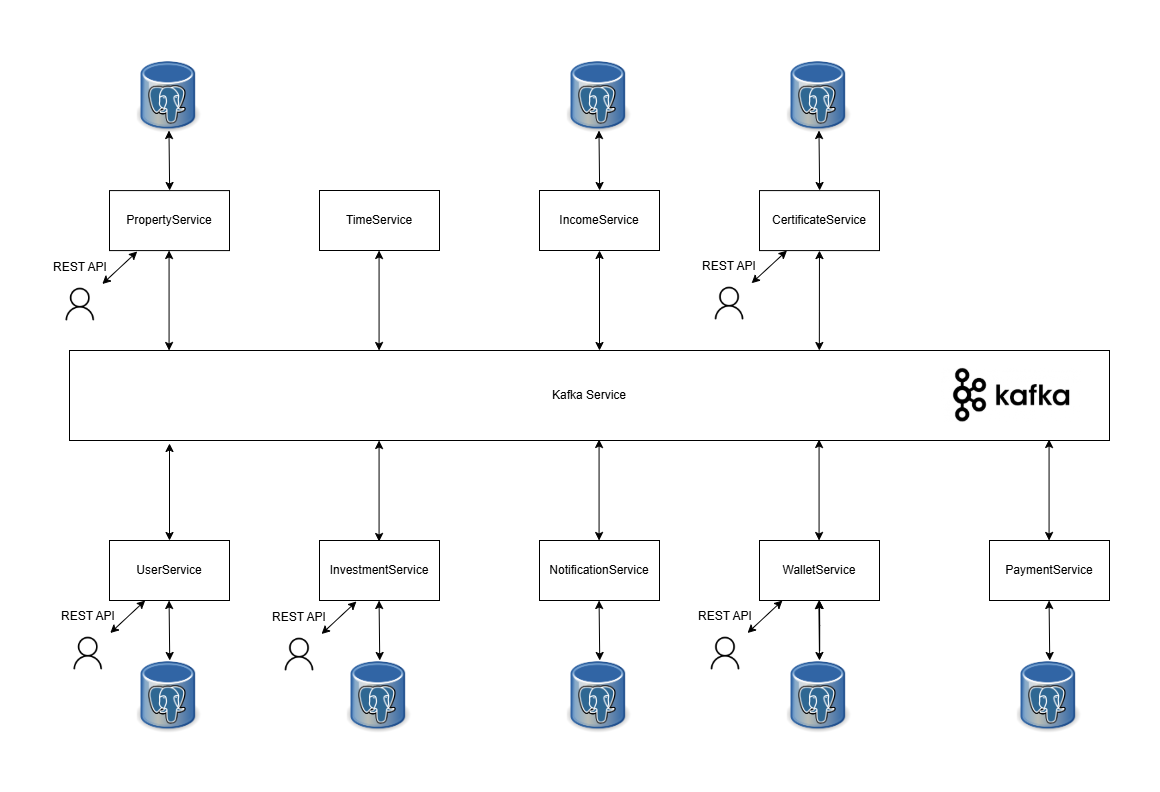 PropertyService
TimeService
IncomeService
CertificateService
REST API
REST API
Kafka Service
kafka
UserService
InvestmentService
NotificationService
WalletService
PaymentService
REST API
REST API
REST API